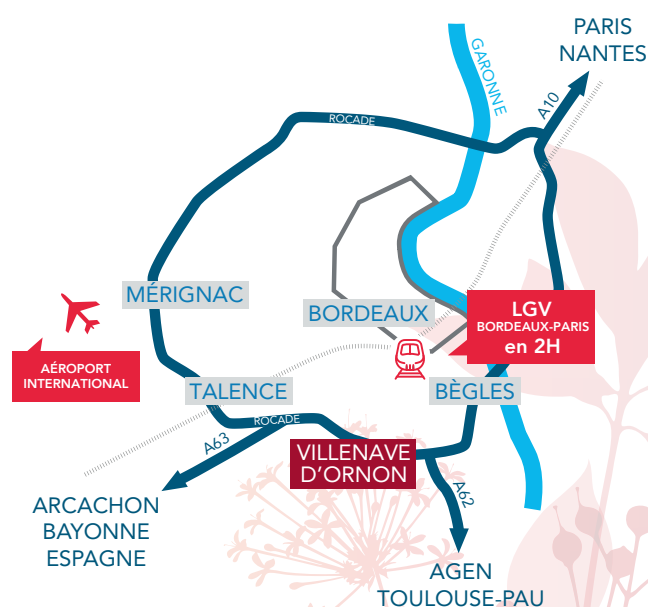 PARIS
NANTES
GARONNE
A10
ROCADE
MÉRIGNAC
BORDEAUX
LGV
BORDEAUX-PARIS
en 2H
AÉROPORT
INTERNATIONAL
TALENCE
BÈGLES
ROCADE
A63
VILLENAVE
D'ORNON
A62
ARCACHON
BAYONNE
ESPAGNE
AGEN
TOULOUSE-PAU